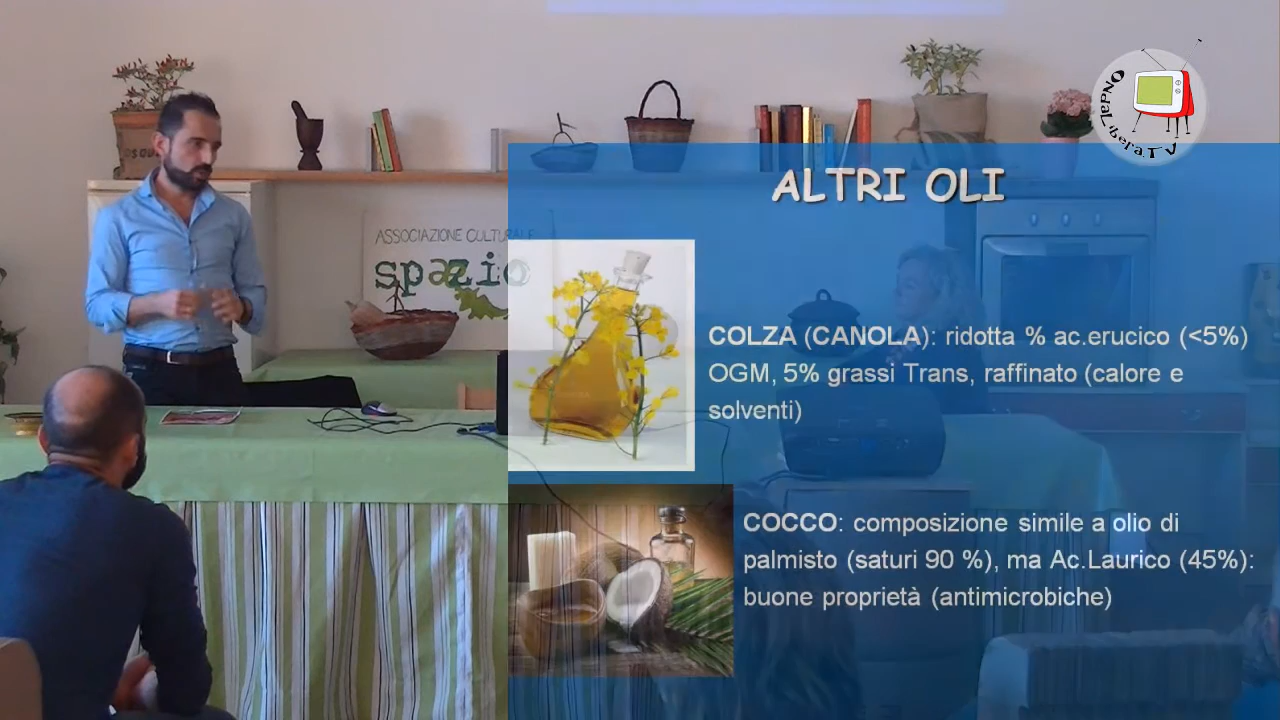 OndaLiberaTV
ALTRI OLI
ASSOCIAZIONE CULTURALE
spazio
COLZA (CANOLA): ridotta % ac.erucico (<5%)
OGM, 5% grassi Trans, raffinato (calore e
solventi)
COCCO: composizione simile a olio di
palmisto (saturi 90 %), ma Ac.Laurico (45%):
buone proprietà (antimicrobiche)